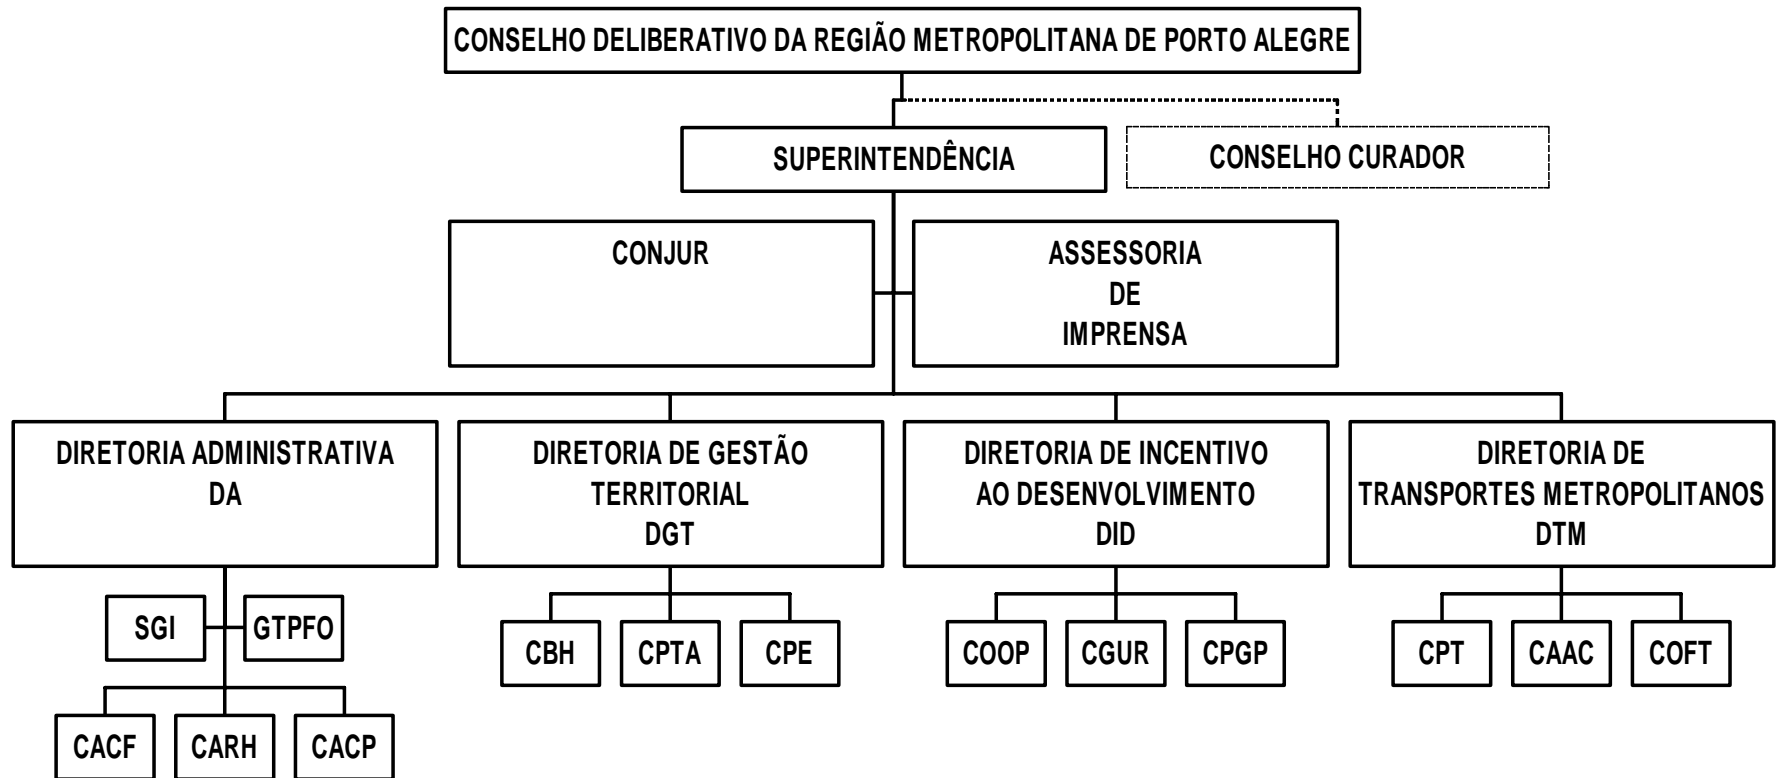 CONSELHO DELIBERATIVO DA REGIÃO METROPOLITANA DE PORTO ALEGRE
SUPERINTENDÊNCIA
CONSELHO CURADOR
CONJUR
ASSESSORIA
DE
IMPRENSA
DIRETORIA ADMINISTRATIVA
DA
DIRETORIA DE GESTÃO
TERRITORIAL
DGT
DIRETORIA DE INCENTIVO
AO DESENVOLVIMENTO
DID
DIRETORIA DE
TRANSPORTES METROPOLITANOS
DTM
SGI
GTPFO
CBH
CPTA
CPE
COOP
CGUR
CPGP
CPT
CAAC
COFT
CACF
CARH
CACP